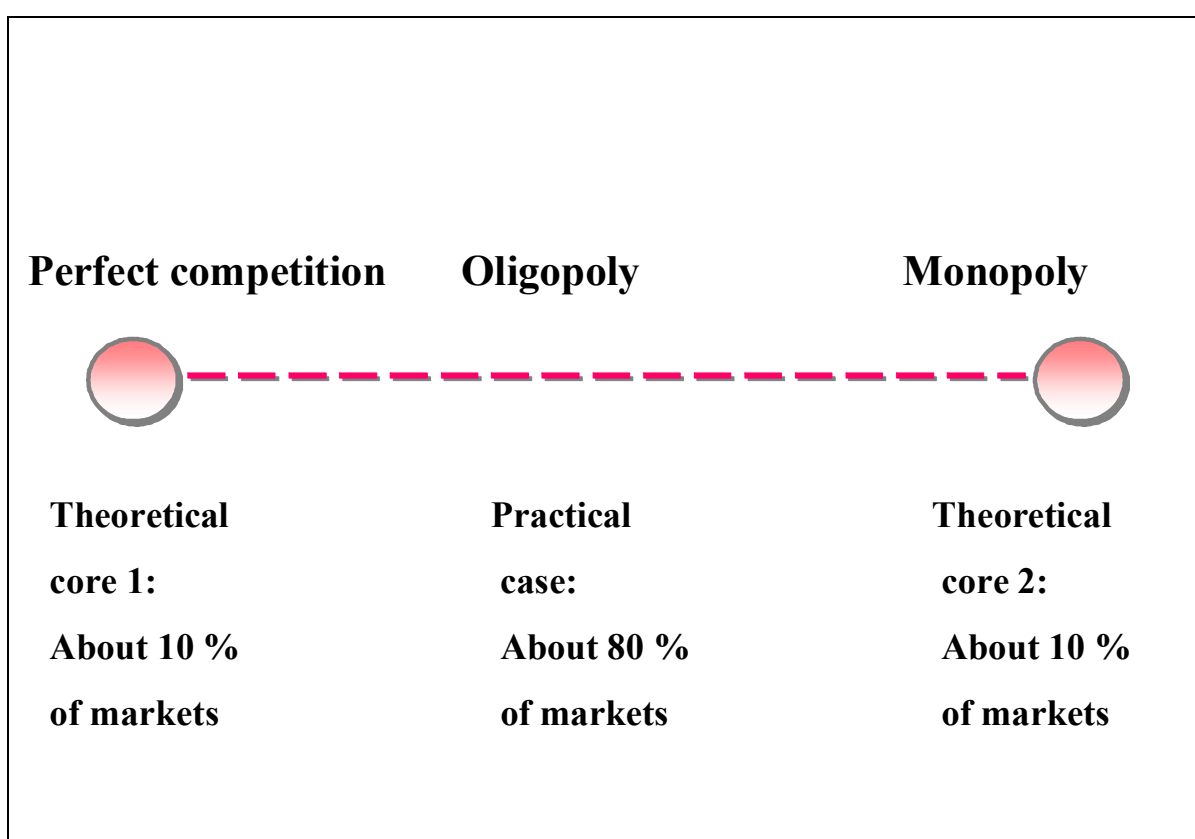 Perfect competition
Oligopoly
Monopoly
Theoretical
core 1:
About 10 %
of markets
Practical
case:
About 80 %
of markets
Theoretical
core 2:
About 10 %
of markets